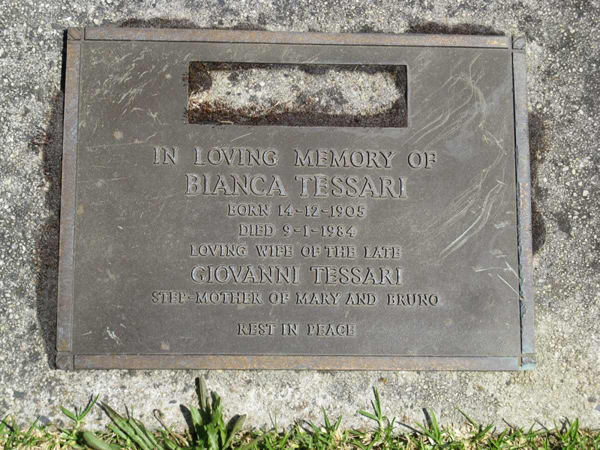 IN LOVING MEMORY OF
BIANCA TESSARI
BORN 14-12-1905
DIED 9-1-1984
LOVING WIFE OF THE LATE
GIOVANNI TESSARI
STEP-MOTHER OF MARY AND BRUNO
REST IN PEACE